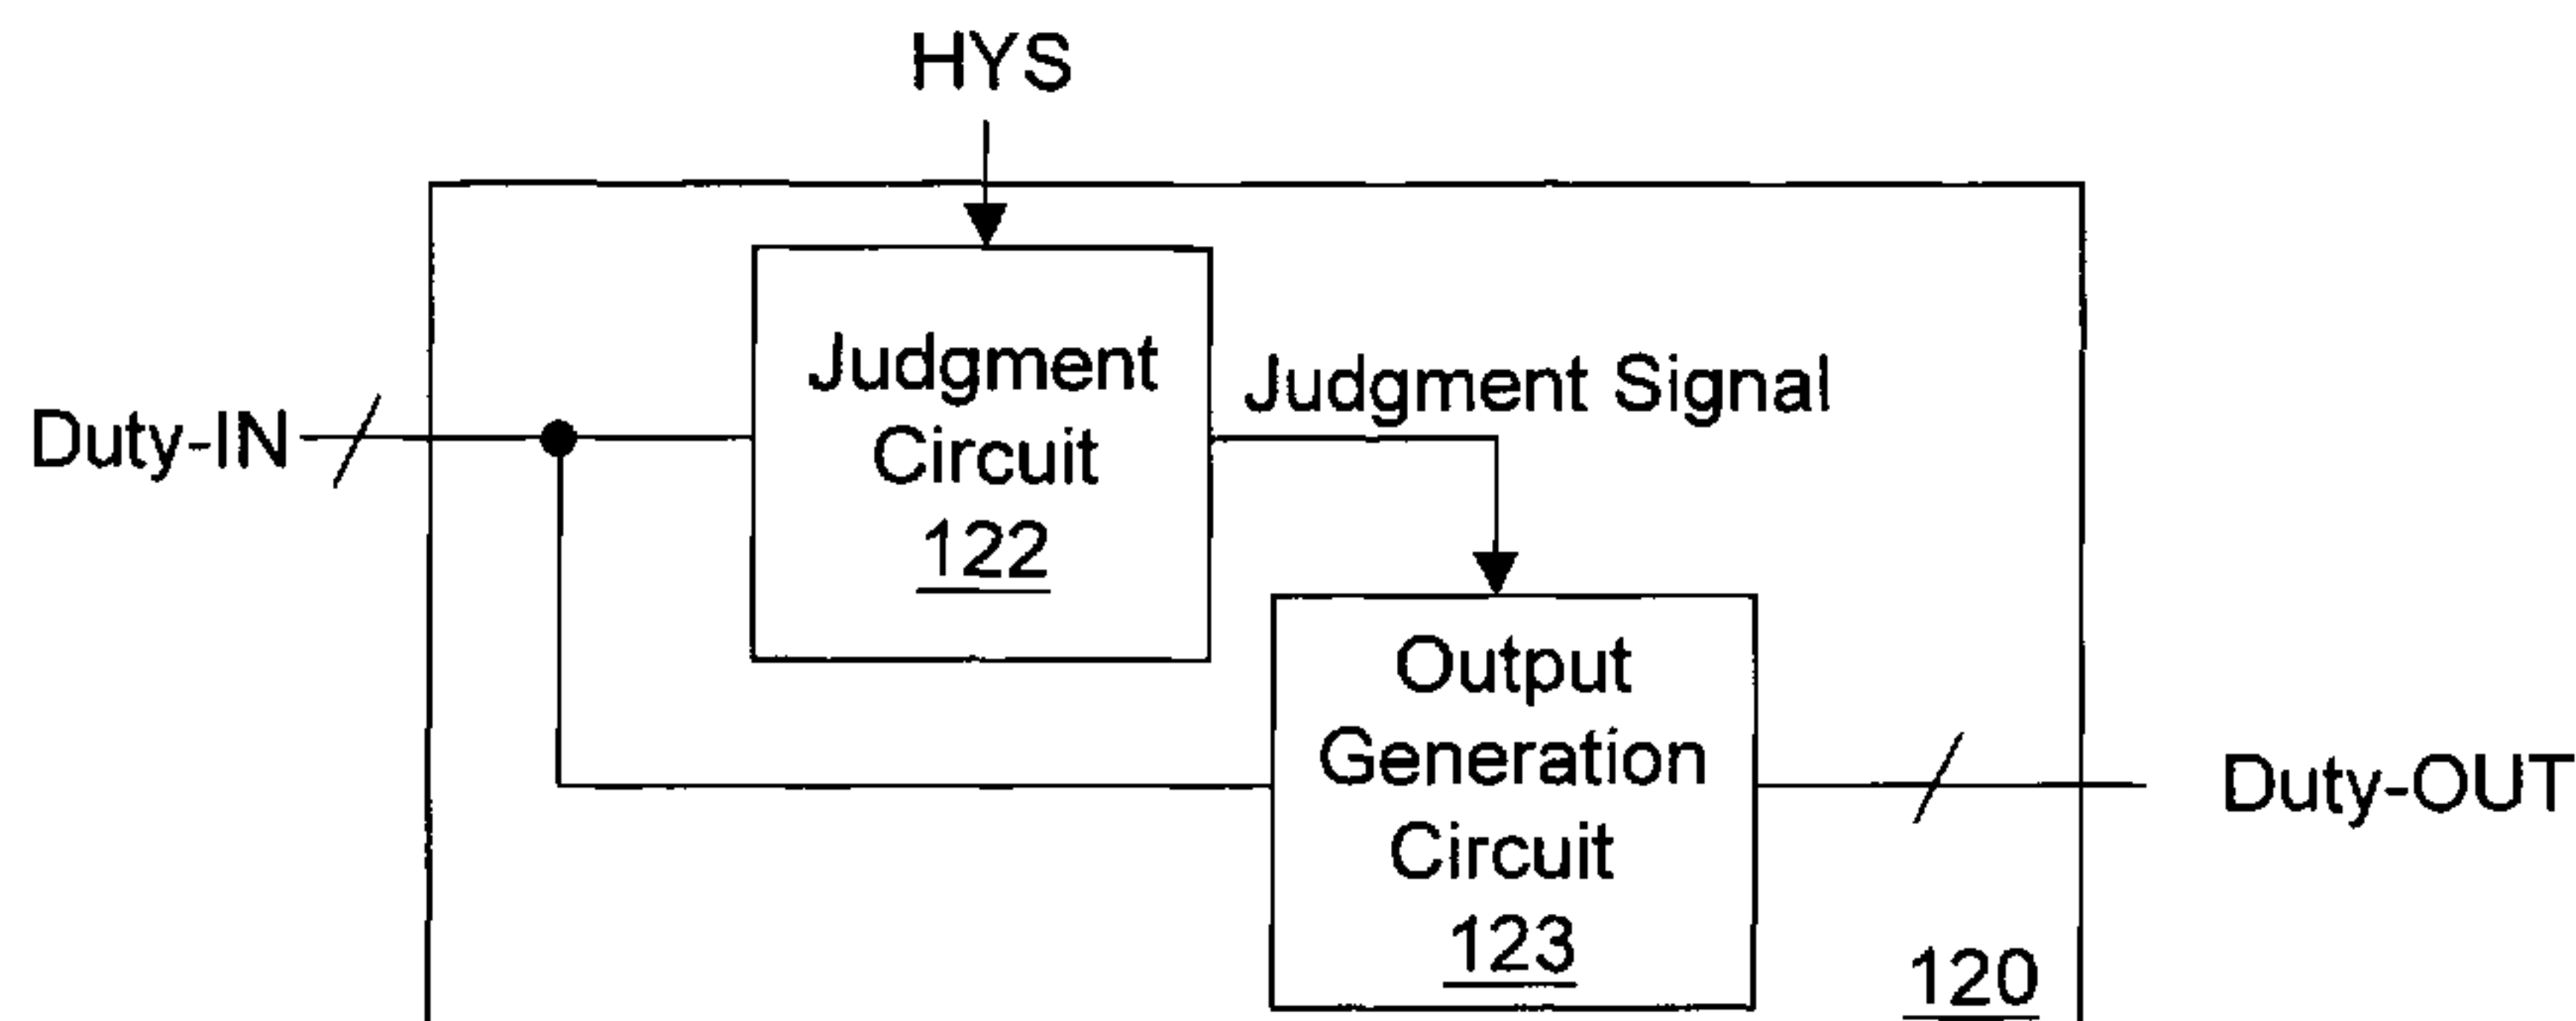 HYS
Judgment
Circuit
122
Judgment Signal
Duty-IN
Output
Generation
Circuit
123
Duty-OUT
120